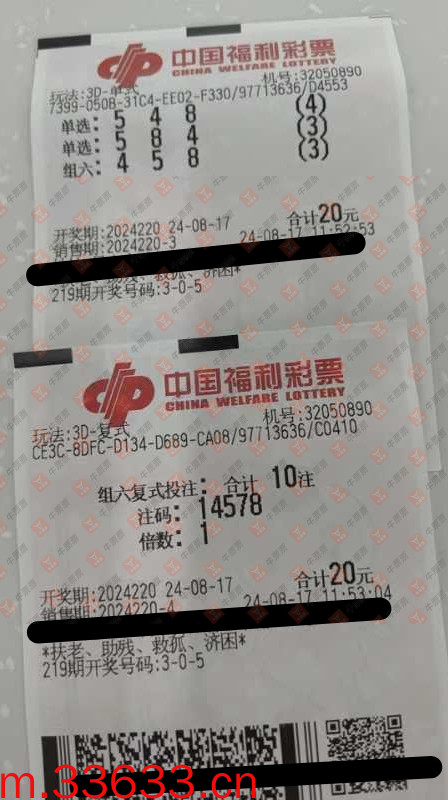 中国福利彩票
CHINA WELFARE LOTTERY
玩法:3D-单式 机号:32050890
7399-050B-31C4-EE02-F330/97713636/D4553
单选: 5 4 8 (4)
单选: 5 8 4 (3)
组六: 4 5 8 (3)
开奖期:2024220 24-08-17 合计20元
销售期:2024220-3 24-08-17 11:52:53
救孤、济困*
219期开奖号码:3-0-5
中国福利彩票
CHINA WELFARE LOTTERY
玩法:3D-复式 机号:32050890
CE3C-8DFC-D134-D689-CA08/97713636/C0410
组六复式投注: 合计 10注
注码: 14578
倍数: 1
开奖期:2024220 24-08-17 合计20元
销售期:2024220-4 24-08-17 11:53:04
*扶老、助残、救孤、济困*
219期开奖号码:3-0-5
m.33633.cn